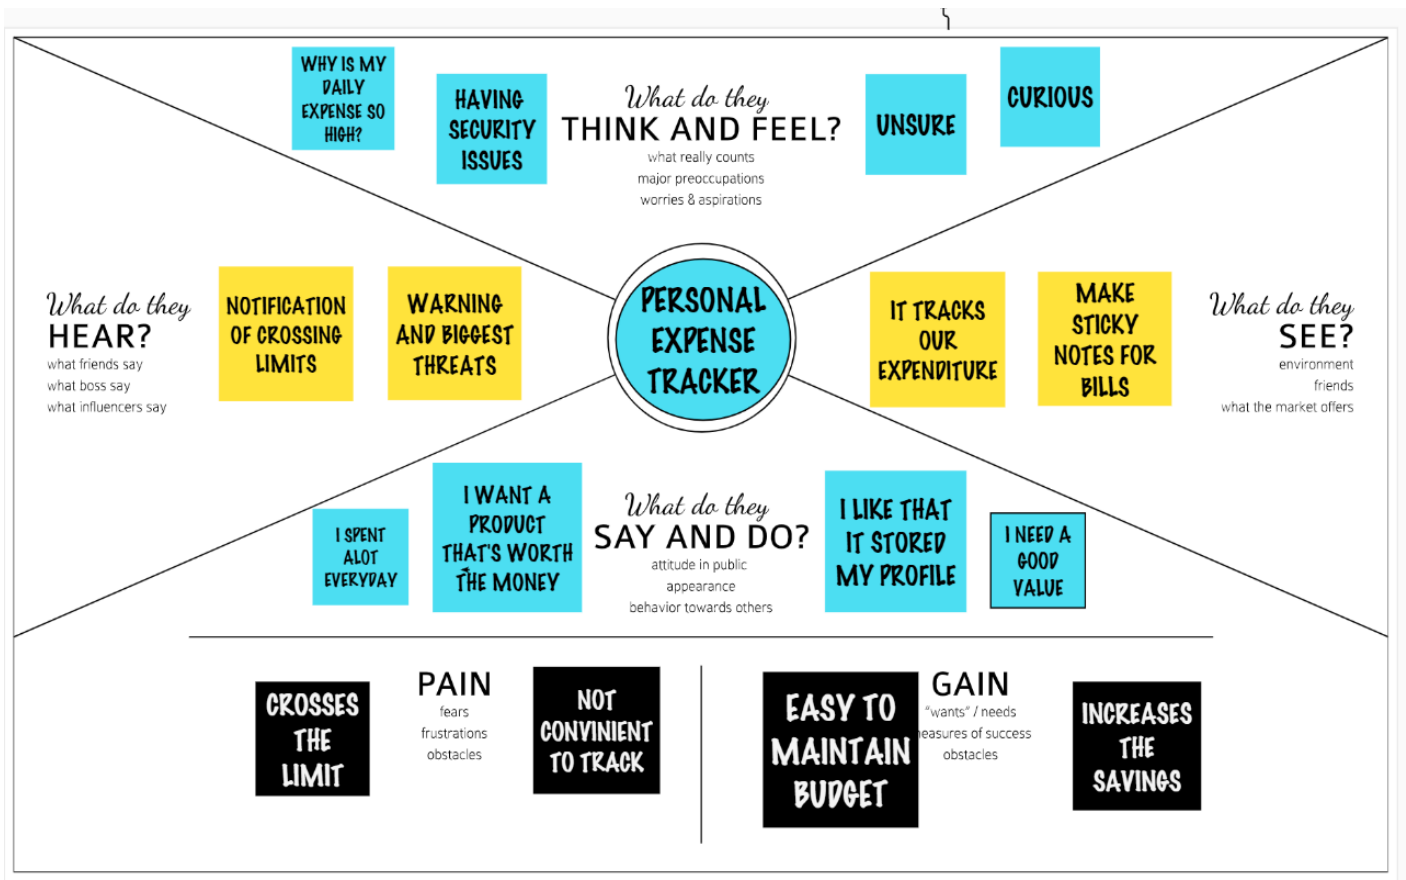 WHY IS MY
DAILY
EXPENSE SO
HIGH?
HAVING
SECURITY
ISSUES
What do they
THINK AND FEEL?
what really counts
major preoccupations
worries & aspirations
UNSURE
CURIOUS
What do they
HEAR?
what friends say
what boss say
what influencers say
NOTIFICATION
OF CROSSING
LIMITS
WARNING
AND BIGGEST
THREATS
PERSONAL
EXPENSE
TRACKER
IT TRACKS
OUR
EXPENDITURE
MAKE
STICKY
NOTES FOR
BILLS
What do they
SEE?
environment
friends
what the market offers
I SPENT
ALOT
EVERYDAY
I WANT A
PRODUCT
THAT'S WORTH
THE MONEY
What do they
SAY AND DO?
attitude in public
appearance
behavior towards others
I LIKE THAT
IT STORED
MY PROFILE
I NEED A
GOOD
VALUE
CROSSES
THE
LIMIT
PAIN
fears
frustrations
obstacles
NOT
CONVINIENT
TO TRACK
EASY TO
MAINTAIN
BUDGET
GAIN
"wants" / needs
easures of success
obstacles
INCREASES
THE
SAVINGS